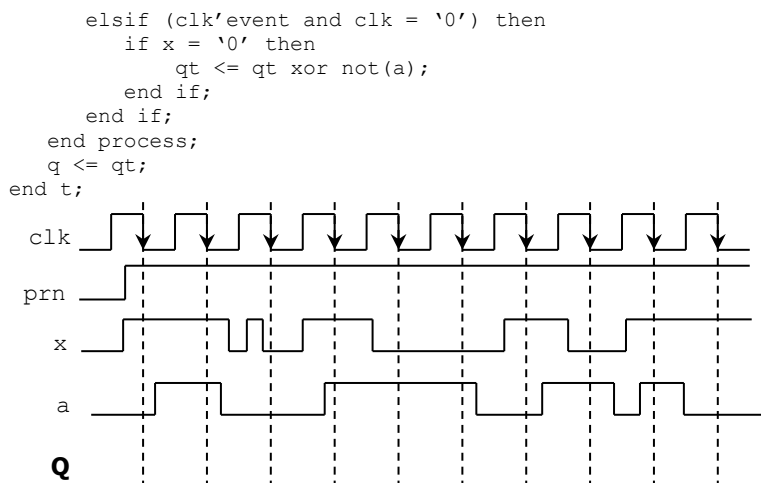 elsif (clk’event and clk = ‘0’) then
if x = ‘0’ then
qt <= qt xor not(a);
end if;
end if;
end process;
q <= qt;
end t;
clk
prn
x
a
Q